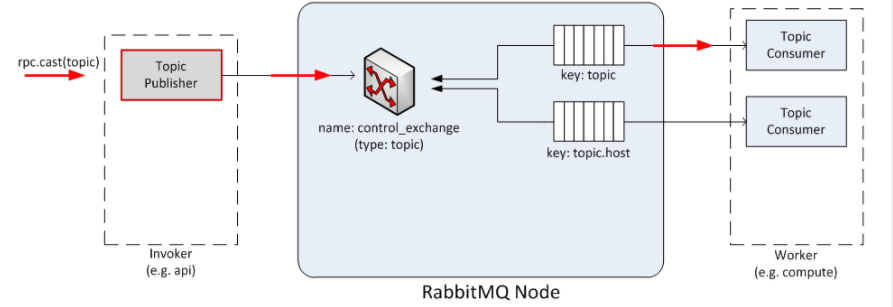 rpc.cast(topic)
Topic
Publisher
Invoker
(e.g. api)
name: control_exchange
(type: topic)
key: topic
key: topic.host
RabbitMQ Node
Topic
Consumer
Topic
Consumer
Worker
(e.g. compute)